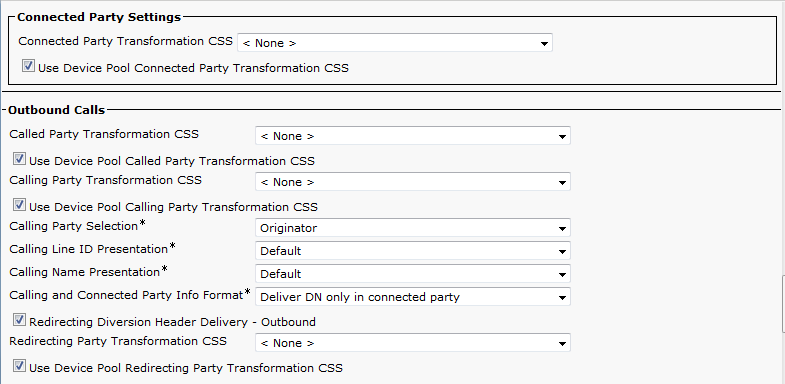 Connected Party Settings
Connected Party Transformation CSS < None >
Use Device Pool Connected Party Transformation CSS
Outbound Calls
Called Party Transformation CSS < None >
Use Device Pool Called Party Transformation CSS
Calling Party Transformation CSS < None >
Use Device Pool Calling Party Transformation CSS
Calling Party Selection* Originator
Calling Line ID Presentation* Default
Calling Name Presentation* Default
Calling and Connected Party Info Format* Deliver DN only in connected party
Redirecting Diversion Header Delivery - Outbound
Redirecting Party Transformation CSS < None >
Use Device Pool Redirecting Party Transformation CSS